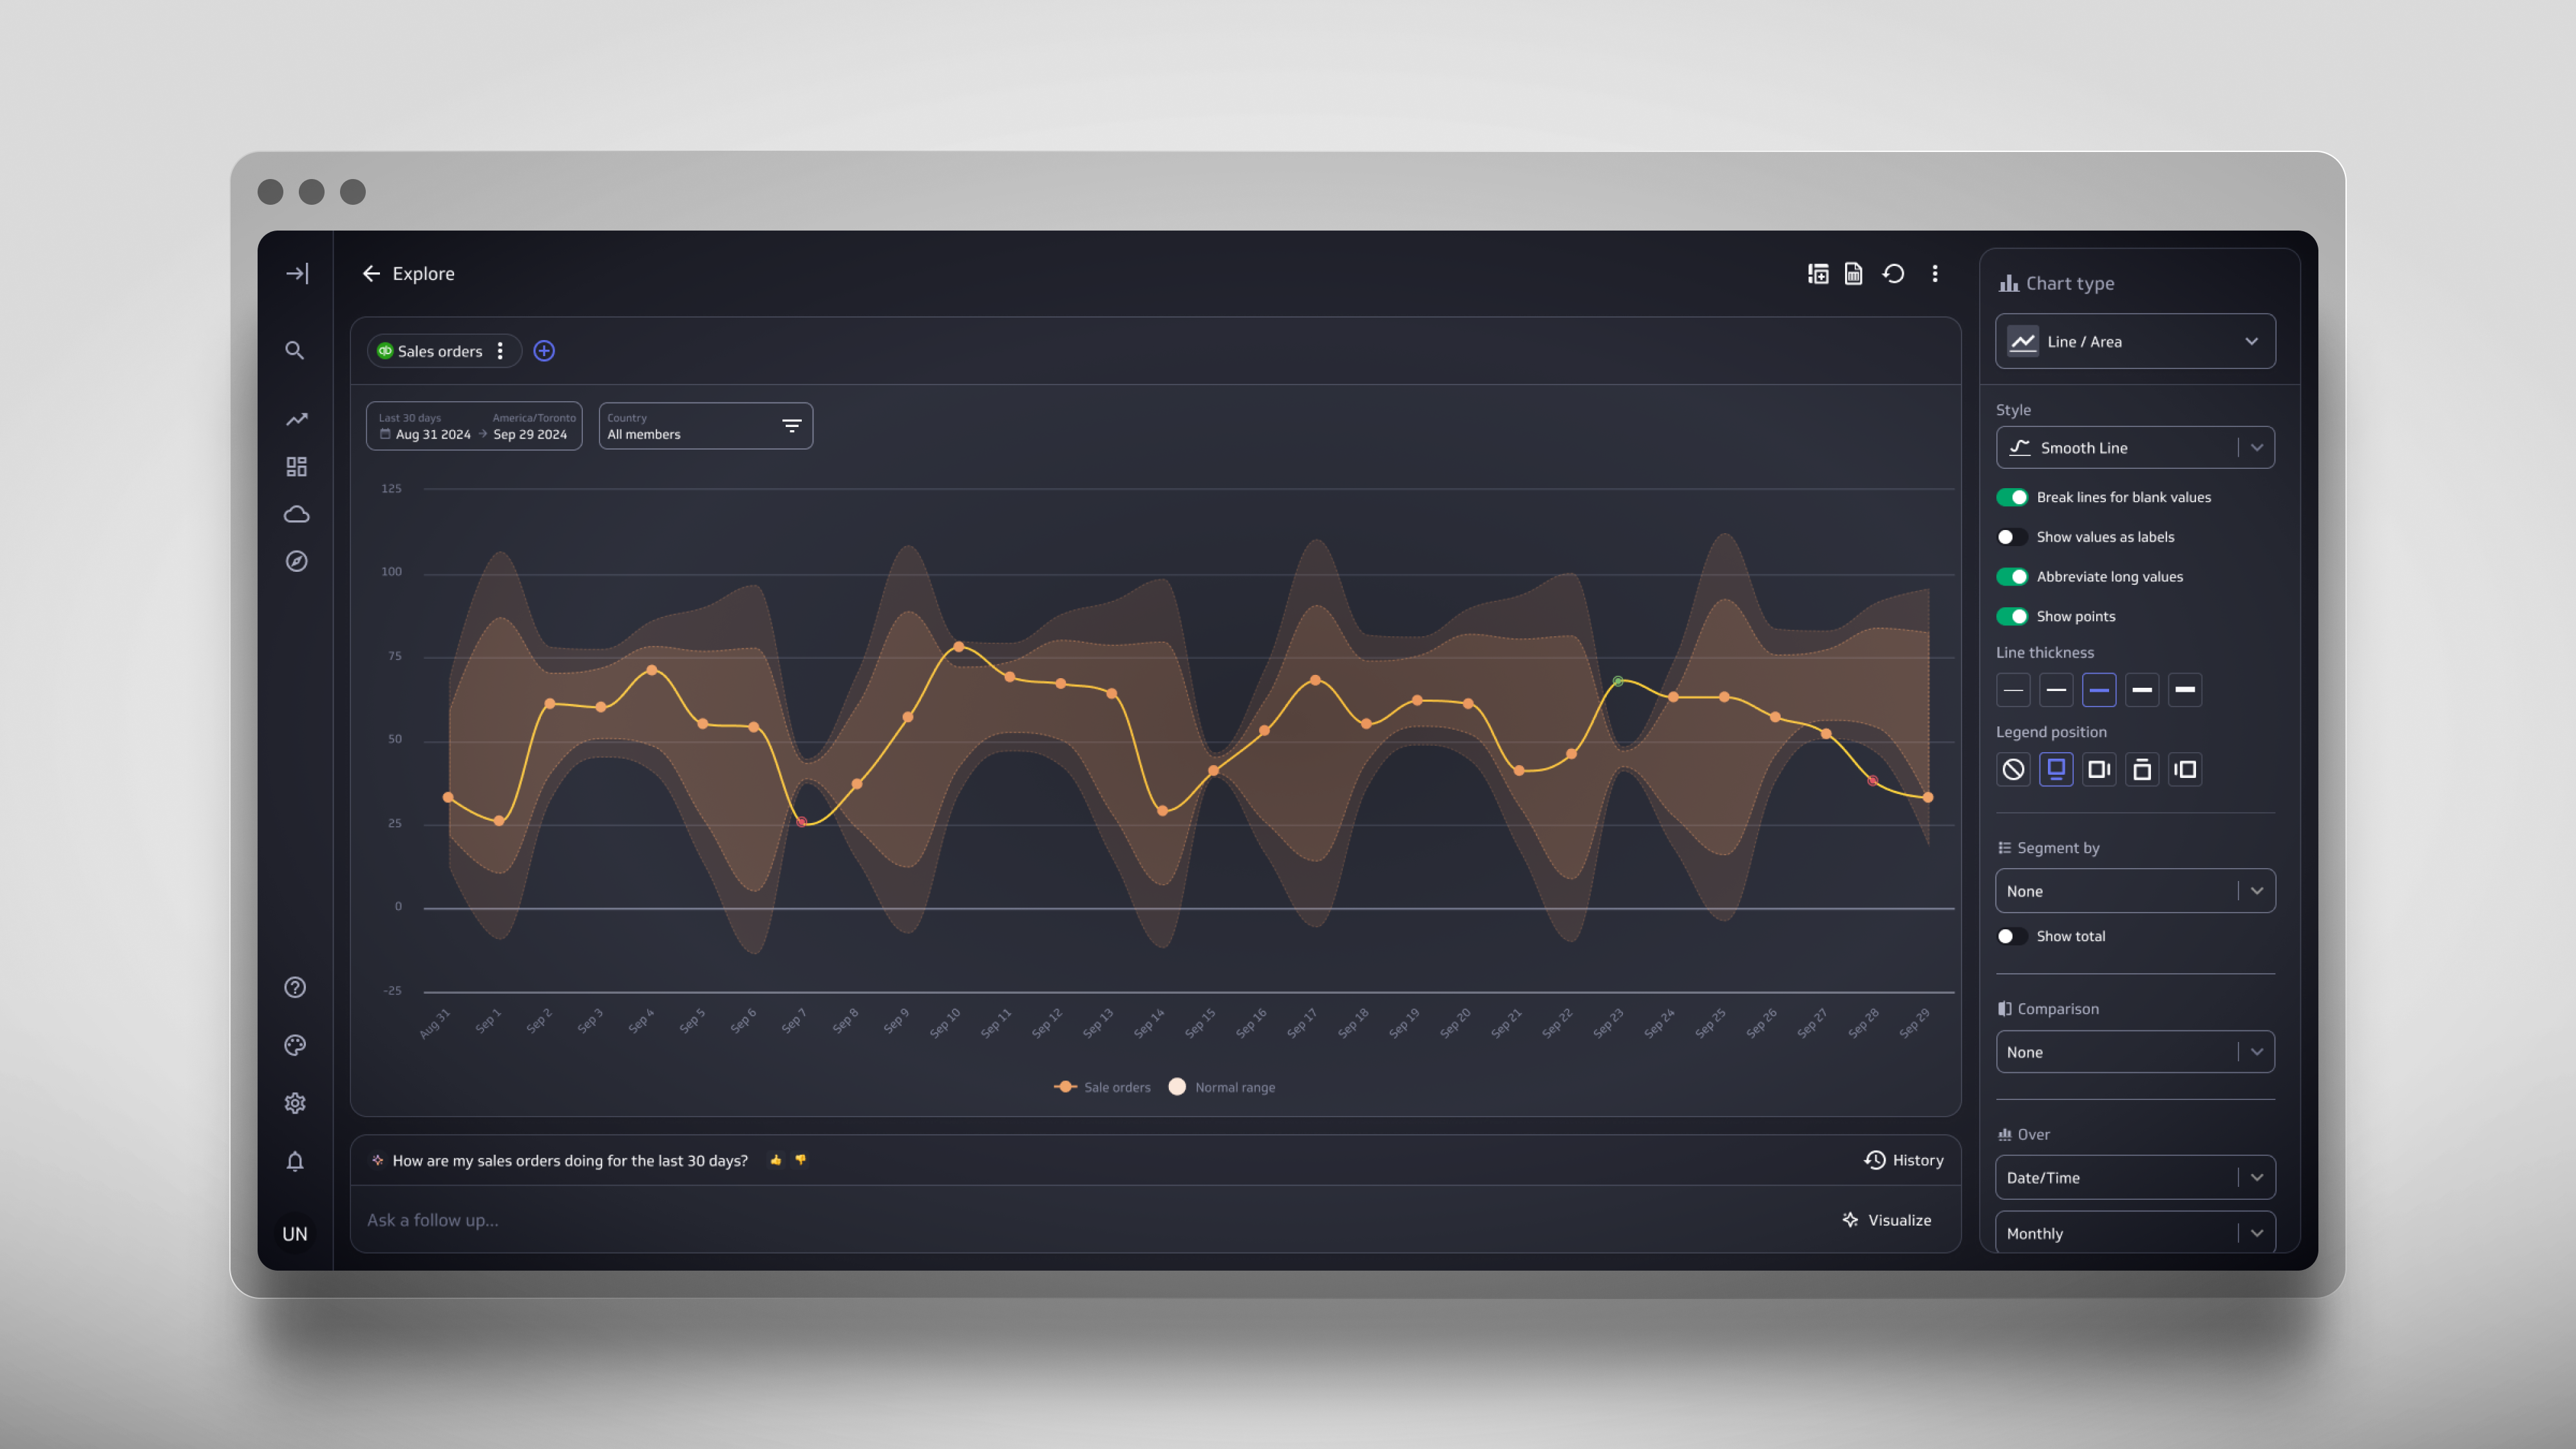 Explore
Sales orders
Last 30 days America/Toronto
Aug 31 2024 → Sep 29 2024
Country
All members
125
100
75
50
25
0
-25
Aug 31 Sep 1 Sep 2 Sep 3 Sep 4 Sep 5 Sep 6 Sep 7 Sep 8 Sep 9 Sep 10 Sep 11 Sep 12 Sep 13 Sep 14 Sep 15 Sep 16 Sep 17 Sep 18 Sep 19 Sep 20 Sep 21 Sep 22 Sep 23 Sep 24 Sep 25 Sep 26 Sep 27 Sep 28 Sep 29
Sale orders Normal range
How are my sales orders doing for the last 30 days?
History
Ask a follow up...
Visualize
UN
Chart type
Line / Area
Style
Smooth Line
Break lines for blank values
Show values as labels
Abbreviate long values
Show points
Line thickness
Legend position
Segment by
None
Show total
Comparison
None
Over
Date/Time
Monthly